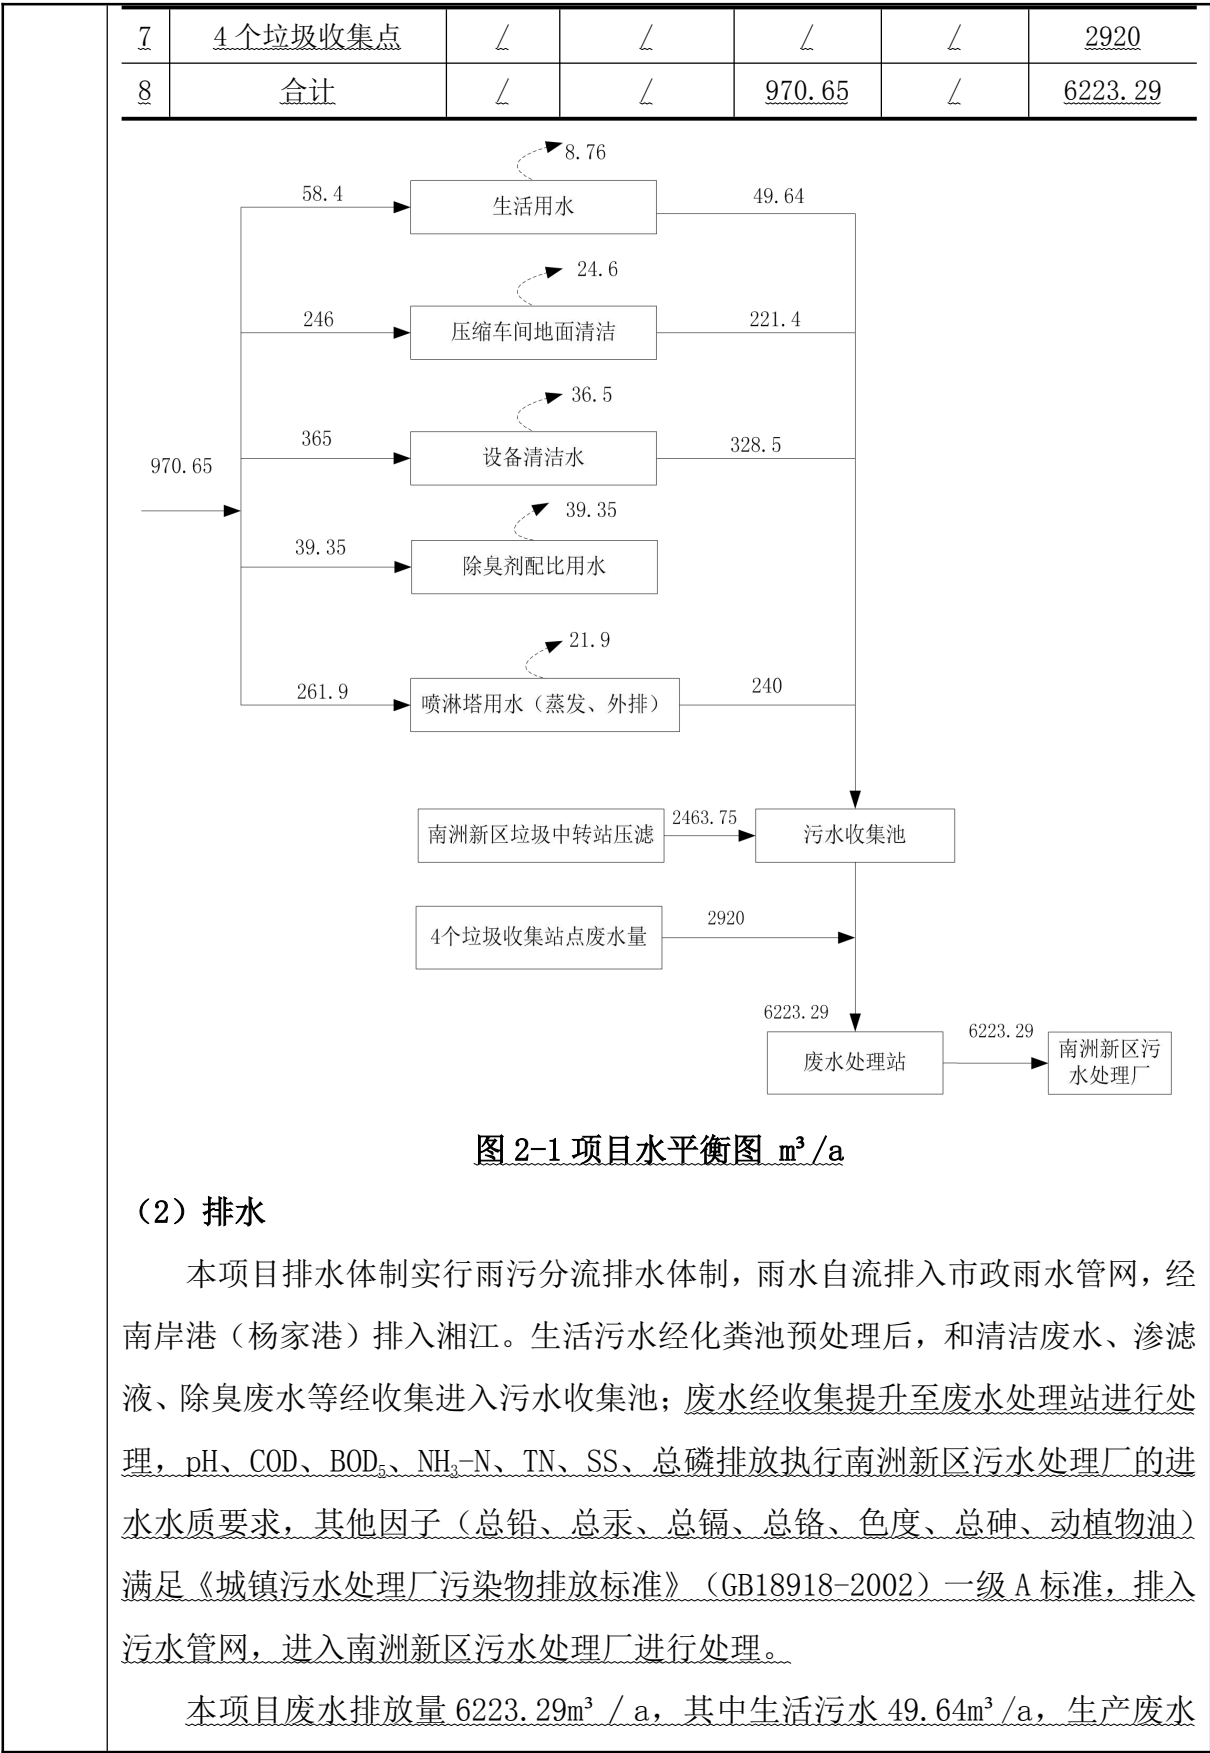 7 4 个垃圾收集点 / / / / 2920
8 合计 / / 970.65 / 6223.29
8.76
58.4
生活用水
49.64
24.6
246
压缩车间地面清洁
221.4
36.5
365
设备清洁水
328.5
970.65
39.35
39.35
除臭剂配比用水
21.9
261.9
喷淋塔用水（蒸发、外排）
240
南洲新区垃圾中转站压滤
2463.75
污水收集池
4个垃圾收集站点废水量
2920
6223.29
废水处理站
6223.29
南洲新区污
水处理厂
图 2-1 项目水平衡图 m³/a
（2）排水
本项目排水体制实行雨污分流排水体制，雨水自流排入市政雨水管网，经
南岸港（杨家港）排入湘江。生活污水经化粪池预处理后，和清洁废水、渗滤
液、除臭废水等经收集进入污水收集池；废水经收集提升至废水处理站进行处
理，pH、COD、BOD₅、NH₃-N、TN、SS、总磷排放执行南洲新区污水处理厂的进
水水质要求，其他因子（总铅、总汞、总镉、总铬、色度、总砷、动植物油）
满足《城镇污水处理厂污染物排放标准》（GB18918-2002）一级 A 标准，排入
污水管网，进入南洲新区污水处理厂进行处理。
本项目废水排放量 6223.29m³／a，其中生活污水 49.64m³/a，生产废水